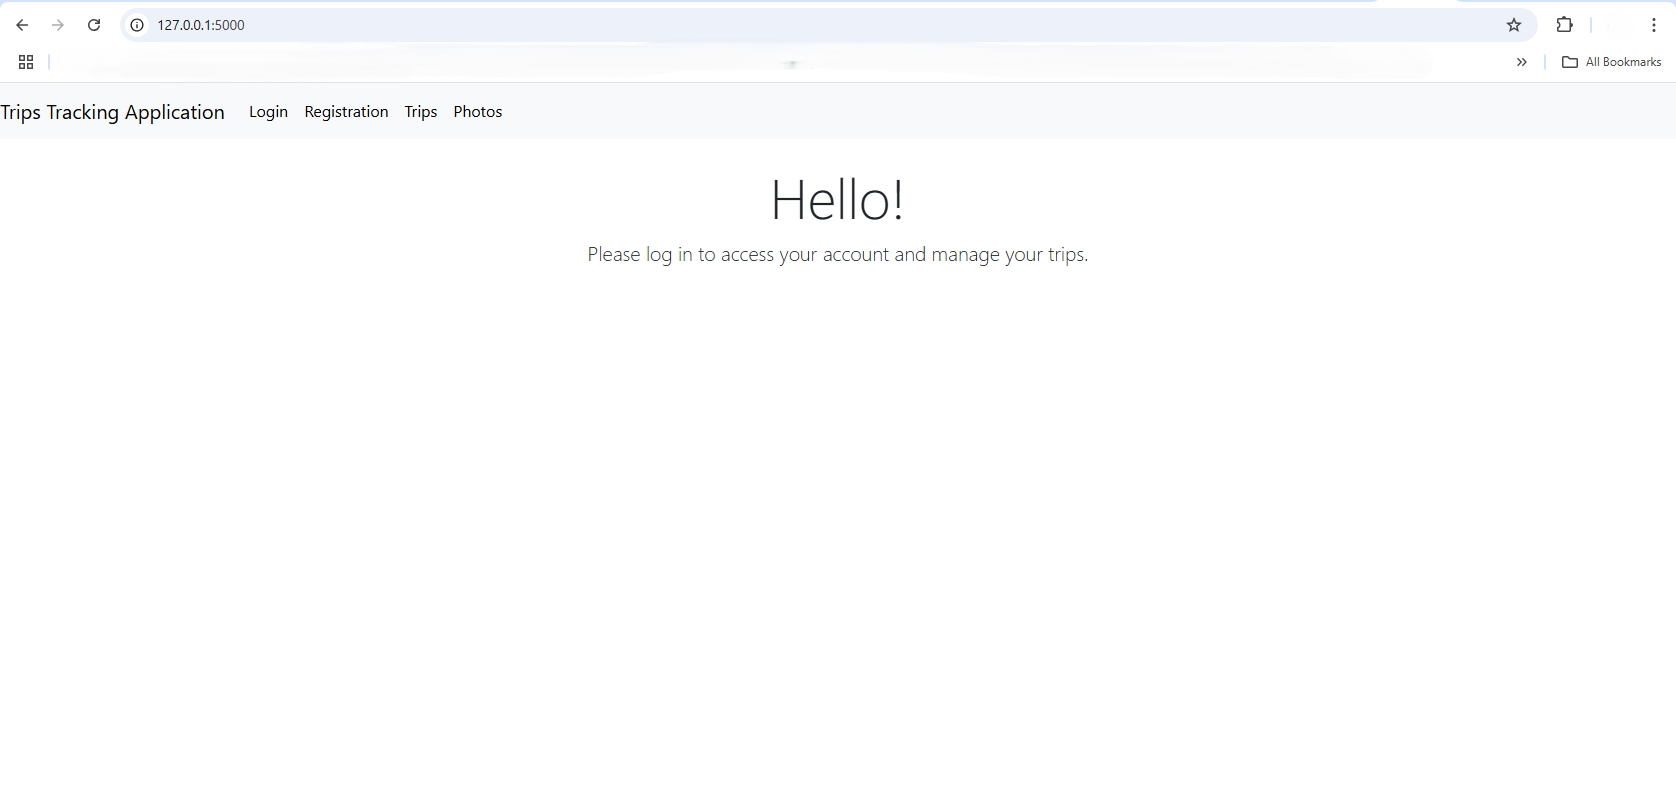 127.0.0.1:5000
All Bookmarks
Trips Tracking Application Login Registration Trips Photos
Hello!
Please log in to access your account and manage your trips.